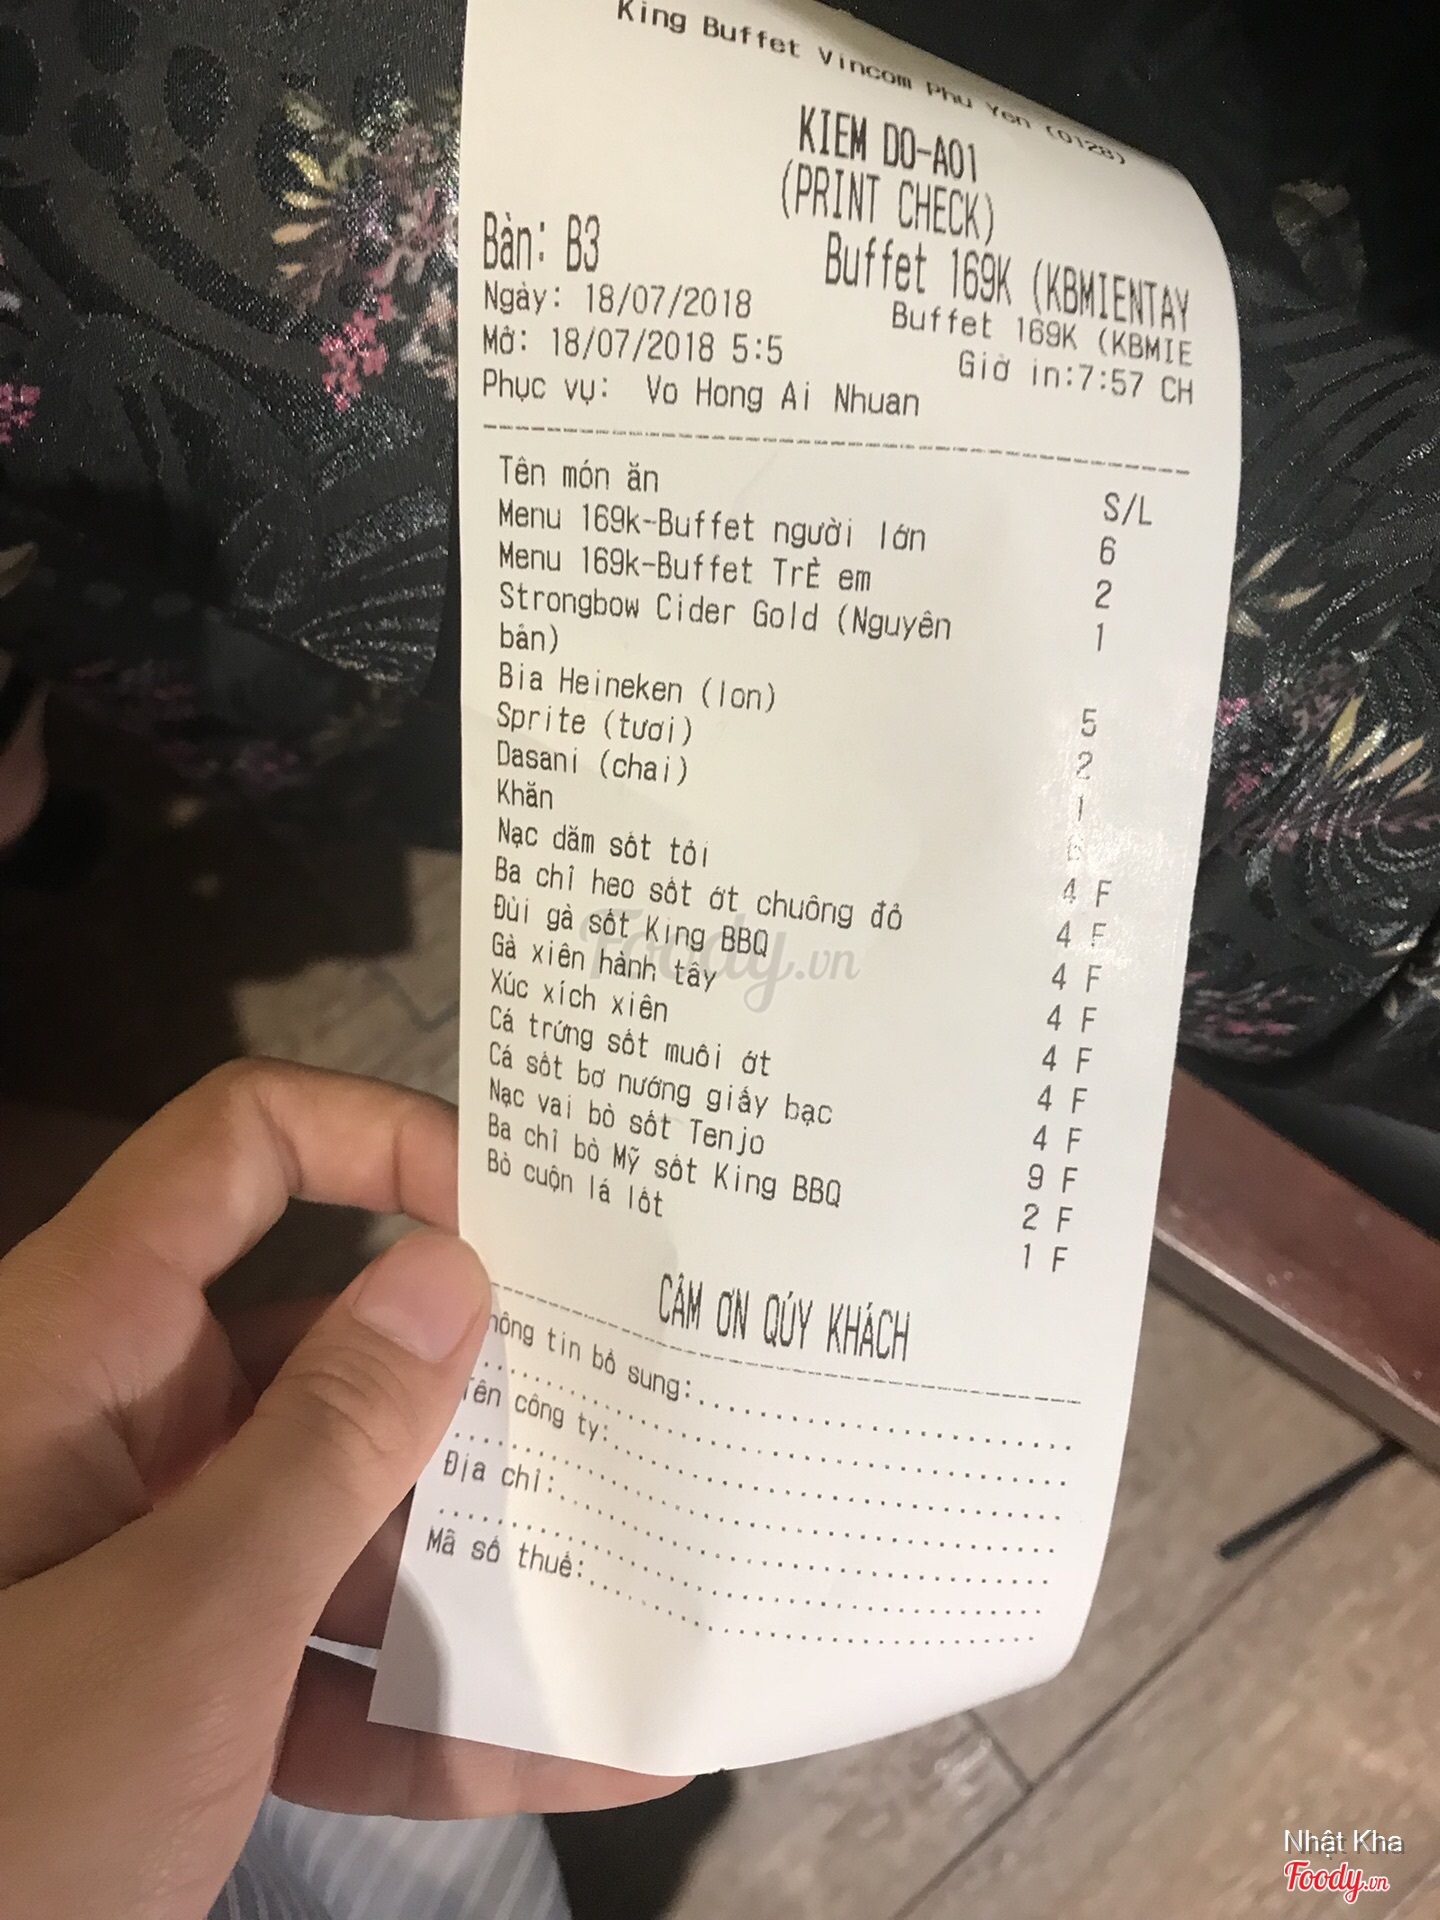 King Buffet Vincom Phu Yen (0128)
KIEM DO-A01
(PRINT CHECK)
Bàn: B3 Buffet 169K (KBMIENTAY
Ngày: 18/07/2018 Buffet 169K (KBMIE
Mở: 18/07/2018 5:5 Giờ in:7:57 CH
Phục vụ: Vo Hong Ai Nhuan
Tên món ăn S/L
Menu 169k-Buffet người lớn 6
Menu 169k-Buffet TrẺ em 2
Strongbow Cider Gold (Nguyên 1
bản)
Bia Heineken (lon) 5
Sprite (tươi) 2
Dasani (chai) 1
Khăn
Nạc dăm sốt tỏi 4 F
Ba chỉ heo sốt ớt chuông đỏ 4 F
Đùi gà sốt King BBQ 4 F
Gà xiên hành tây 4 F
Xúc xích xiên 4 F
Cá trứng sốt muối ớt 4 F
Cá sốt bơ nướng giấy bạc 4 F
Nạc vai bò sốt Tenjo 9 F
Ba chỉ bò Mỹ sốt King BBQ 2 F
Bò cuộn lá lốt 1 F
CẢM ƠN QÚY KHÁCH
hông tin bổ sung:
Tên công ty:
Địa chỉ:
Mã số thuế:
Foody.vn
Nhật Kha
Foody.vn